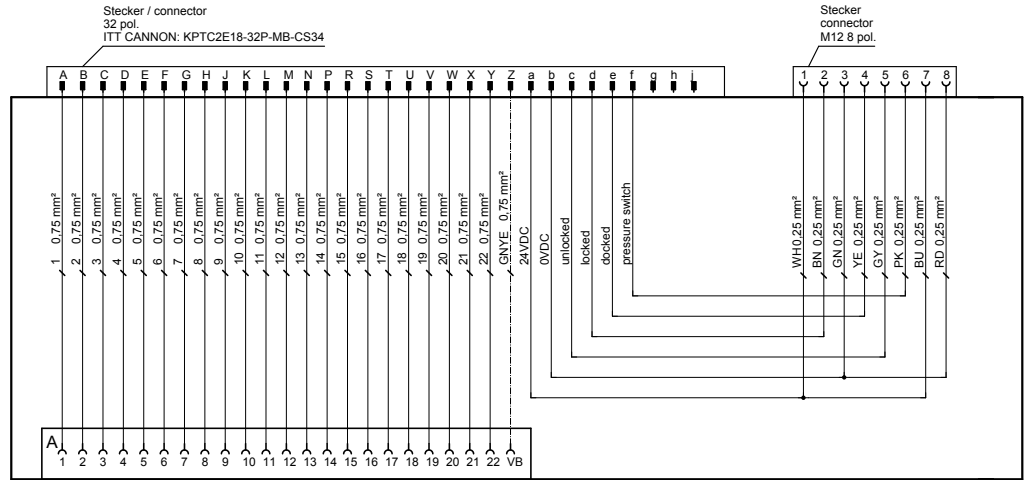 Stecker / connector
32 pol.
ITT CANNON: KPTC2E18-32P-MB-CS34
Stecker
connector
M12 8 pol.
A B C D E F G H J K L M N P R S T U V W X Y Z a b c d e f g h j
1 2 3 4 5 6 7 8
1 0,75 mm²
2 0,75 mm²
3 0,75 mm²
4 0,75 mm²
5 0,75 mm²
6 0,75 mm²
7 0,75 mm²
8 0,75 mm²
9 0,75 mm²
10 0,75 mm²
11 0,75 mm²
12 0,75 mm²
13 0,75 mm²
14 0,75 mm²
15 0,75 mm²
16 0,75 mm²
17 0,75 mm²
18 0,75 mm²
19 0,75 mm²
20 0,75 mm²
21 0,75 mm²
22 0,75 mm²
GNYE 0,75 mm²
24VDC
0VDC
unlocked
locked
docked
pressure switch
WH0,25 mm²
BN 0,25 mm²
GN 0,25 mm²
YE 0,25 mm²
GY 0,25 mm²
PK 0,25 mm²
BU 0,25 mm²
RD 0,25 mm²
A
1 2 3 4 5 6 7 8 9 10 11 12 13 14 15 16 17 18 19 20 21 22 VB